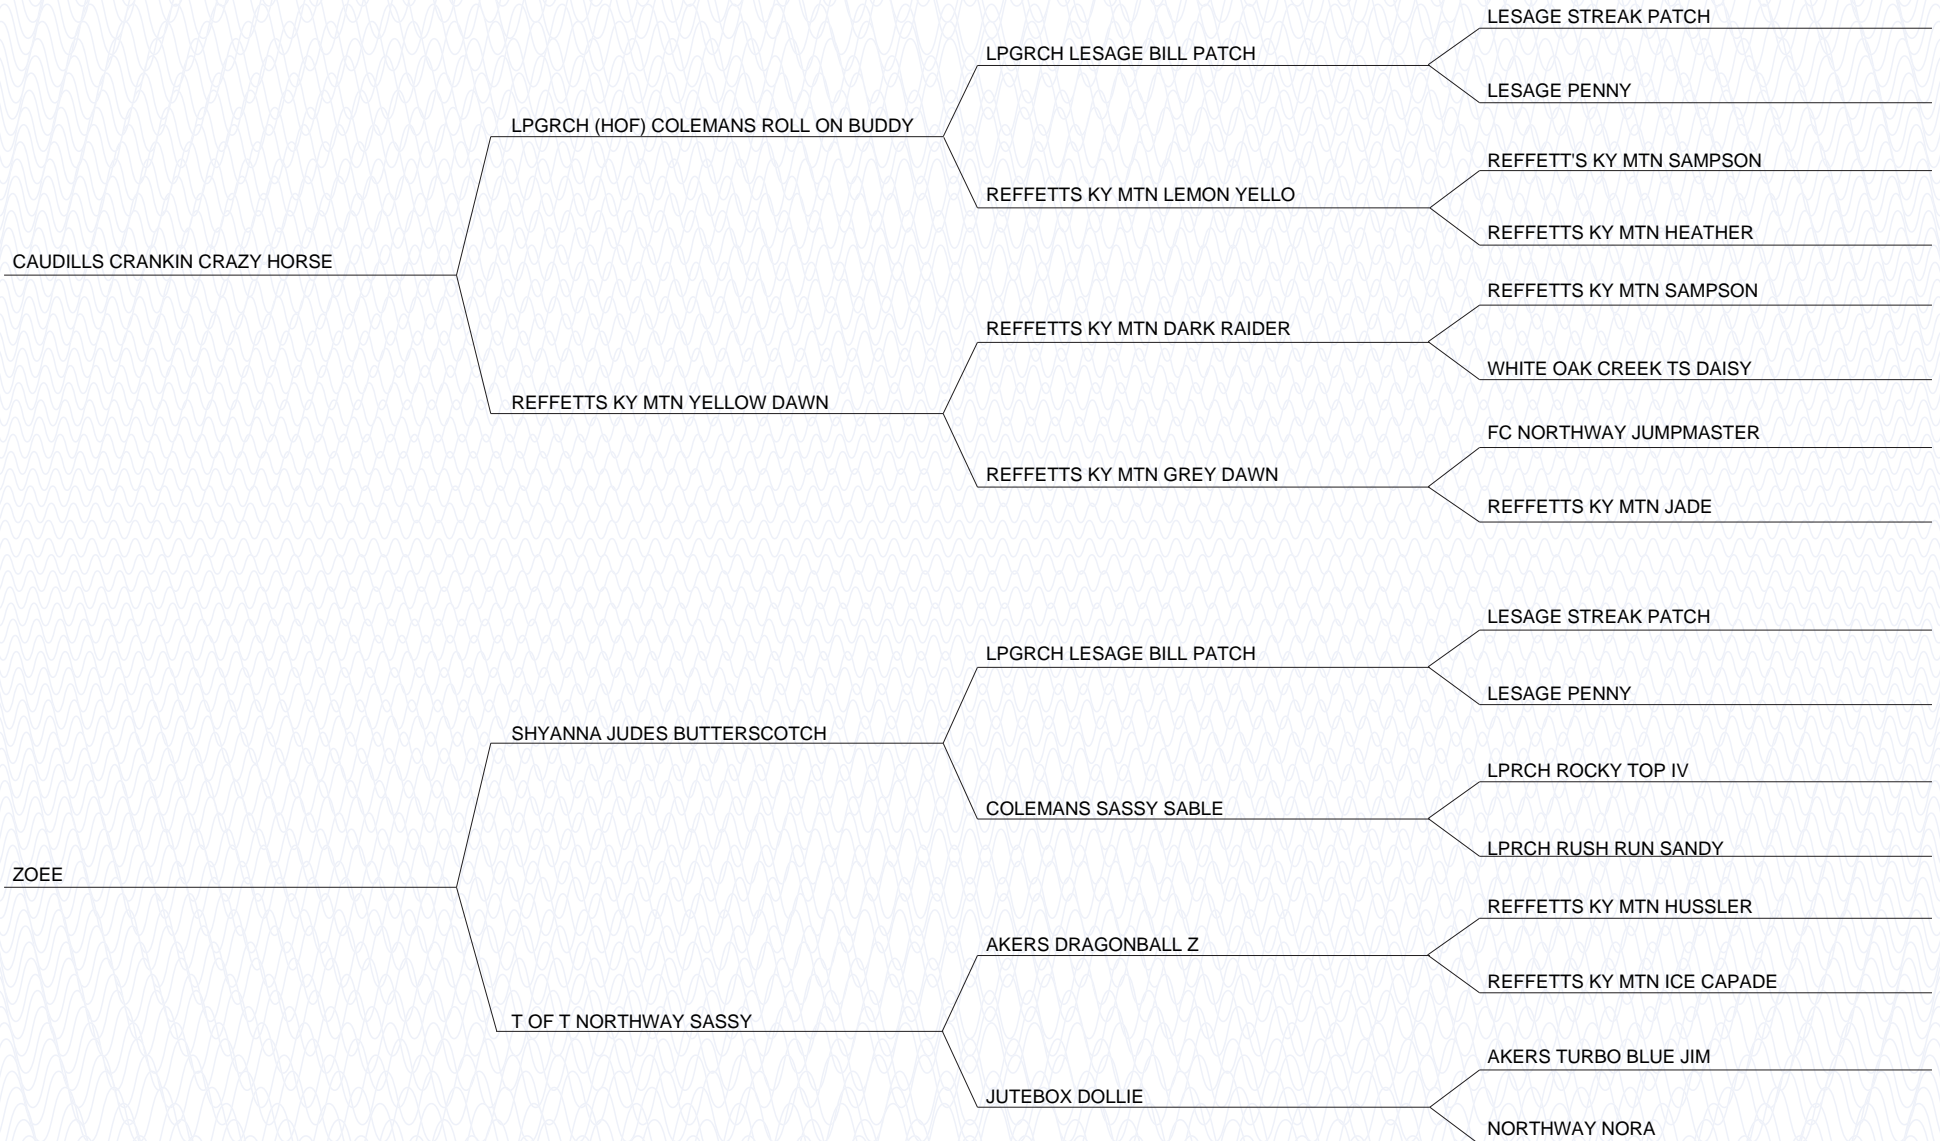 LESAGE STREAK PATCH
LPGRCH LESAGE BILL PATCH
LESAGE PENNY
LPGRCH (HOF) COLEMANS ROLL ON BUDDY
REFFETT'S KY MTN SAMPSON
REFFETTS KY MTN LEMON YELLO
REFFETTS KY MTN HEATHER
CAUDILLS CRANKIN CRAZY HORSE
REFFETTS KY MTN SAMPSON
REFFETTS KY MTN DARK RAIDER
WHITE OAK CREEK TS DAISY
REFFETTS KY MTN YELLOW DAWN
FC NORTHWAY JUMPMASTER
REFFETTS KY MTN GREY DAWN
REFFETTS KY MTN JADE
LESAGE STREAK PATCH
LPGRCH LESAGE BILL PATCH
LESAGE PENNY
SHYANNA JUDES BUTTERSCOTCH
LPRCH ROCKY TOP IV
COLEMANS SASSY SABLE
LPRCH RUSH RUN SANDY
ZOEE
REFFETTS KY MTN HUSSLER
AKERS DRAGONBALL Z
REFFETTS KY MTN ICE CAPADE
T OF T NORTHWAY SASSY
AKERS TURBO BLUE JIM
JUTEBOX DOLLIE
NORTHWAY NORA